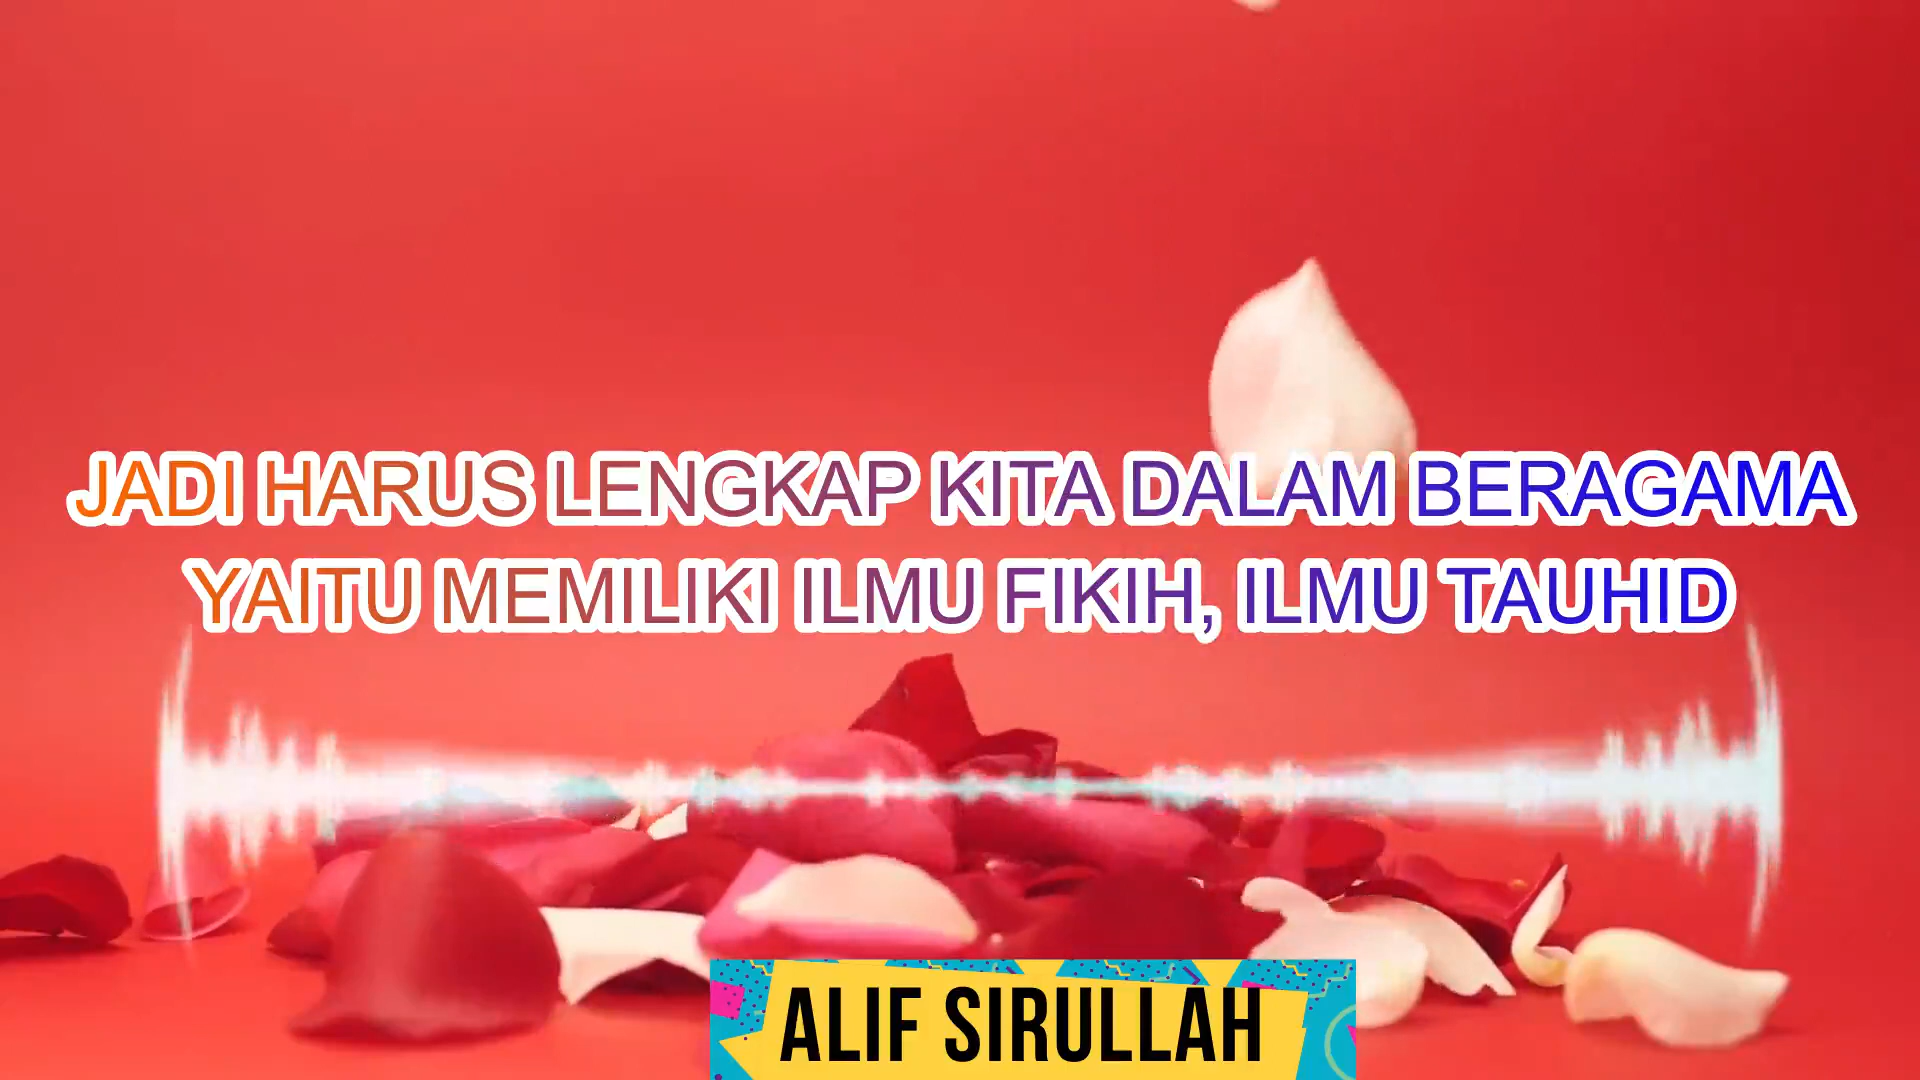 JADI HARUS LENGKAP KITA DALAM BERAGAMA
YAITU MEMILIKI ILMU FIKIH, ILMU TAUHID
ALIF SIRULLAH